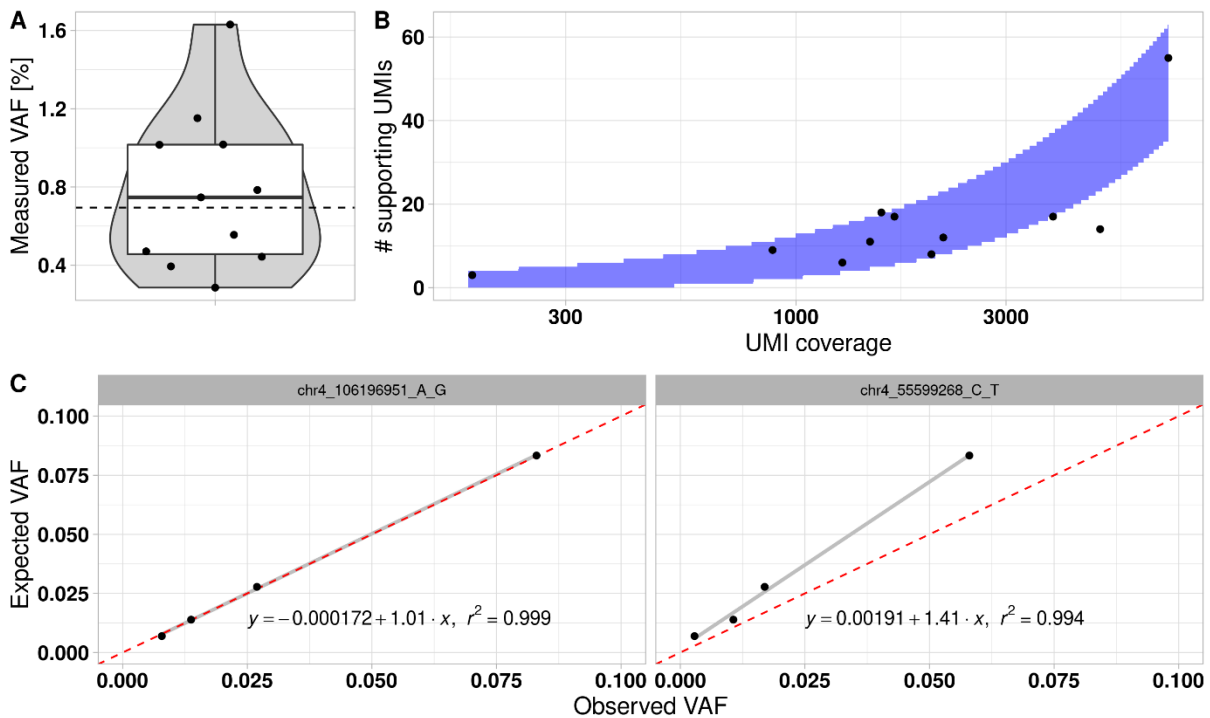 A
Measured VAF [%]
1.6
1.2
0.8
0.4
B
# supporting UMIs
60
40
20
0
300
1000
3000
UMI coverage
C
chr4_106196951_A_G
chr4_55599268_C_T
Expected VAF
0.100
0.075
0.050
0.025
0.000
y = −0.000172 + 1.01 · x, r² = 0.999
y = 0.00191 + 1.41 · x, r² = 0.994
0.000
0.025
0.050
0.075
0.100
0.000
0.025
0.050
0.075
0.100
Observed VAF